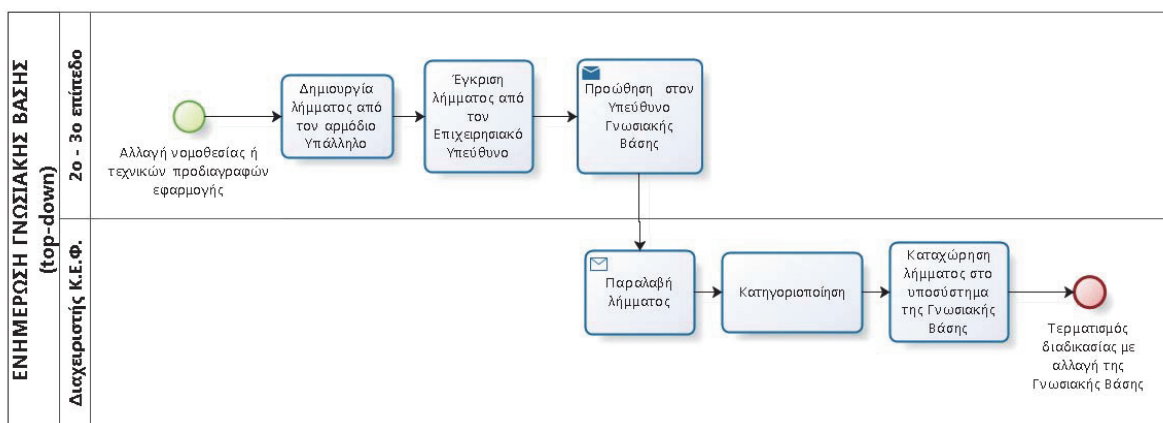 ΕΝΗΜΕΡΩΣΗ ΓΝΩΣΙΑΚΗΣ ΒΑΣΗΣ
(top-down)
2ο - 3ο επίπεδο
Αλλαγή νομοθεσίας ή
τεχνικών προδιαγραφών
εφαρμογής
Δημιουργία
λήμματος από
τον αρμόδιο
Υπάλληλο
Έγκριση
λήμματος από
τον
Επιχειρησιακό
Υπεύθυνο
Προώθηση στον
Υπεύθυνο
Γνωσιακής
Βάσης
Διαχειριστής Κ.Ε.Φ.
Παραλαβή
λήμματος
Κατηγοριοποίηση
Καταχώρηση
λήμματος στο
υποσύστημα
της Γνωσιακής
Βάσης
Τερματισμός
διαδικασίας με
αλλαγή της
Γνωσιακής Βάσης